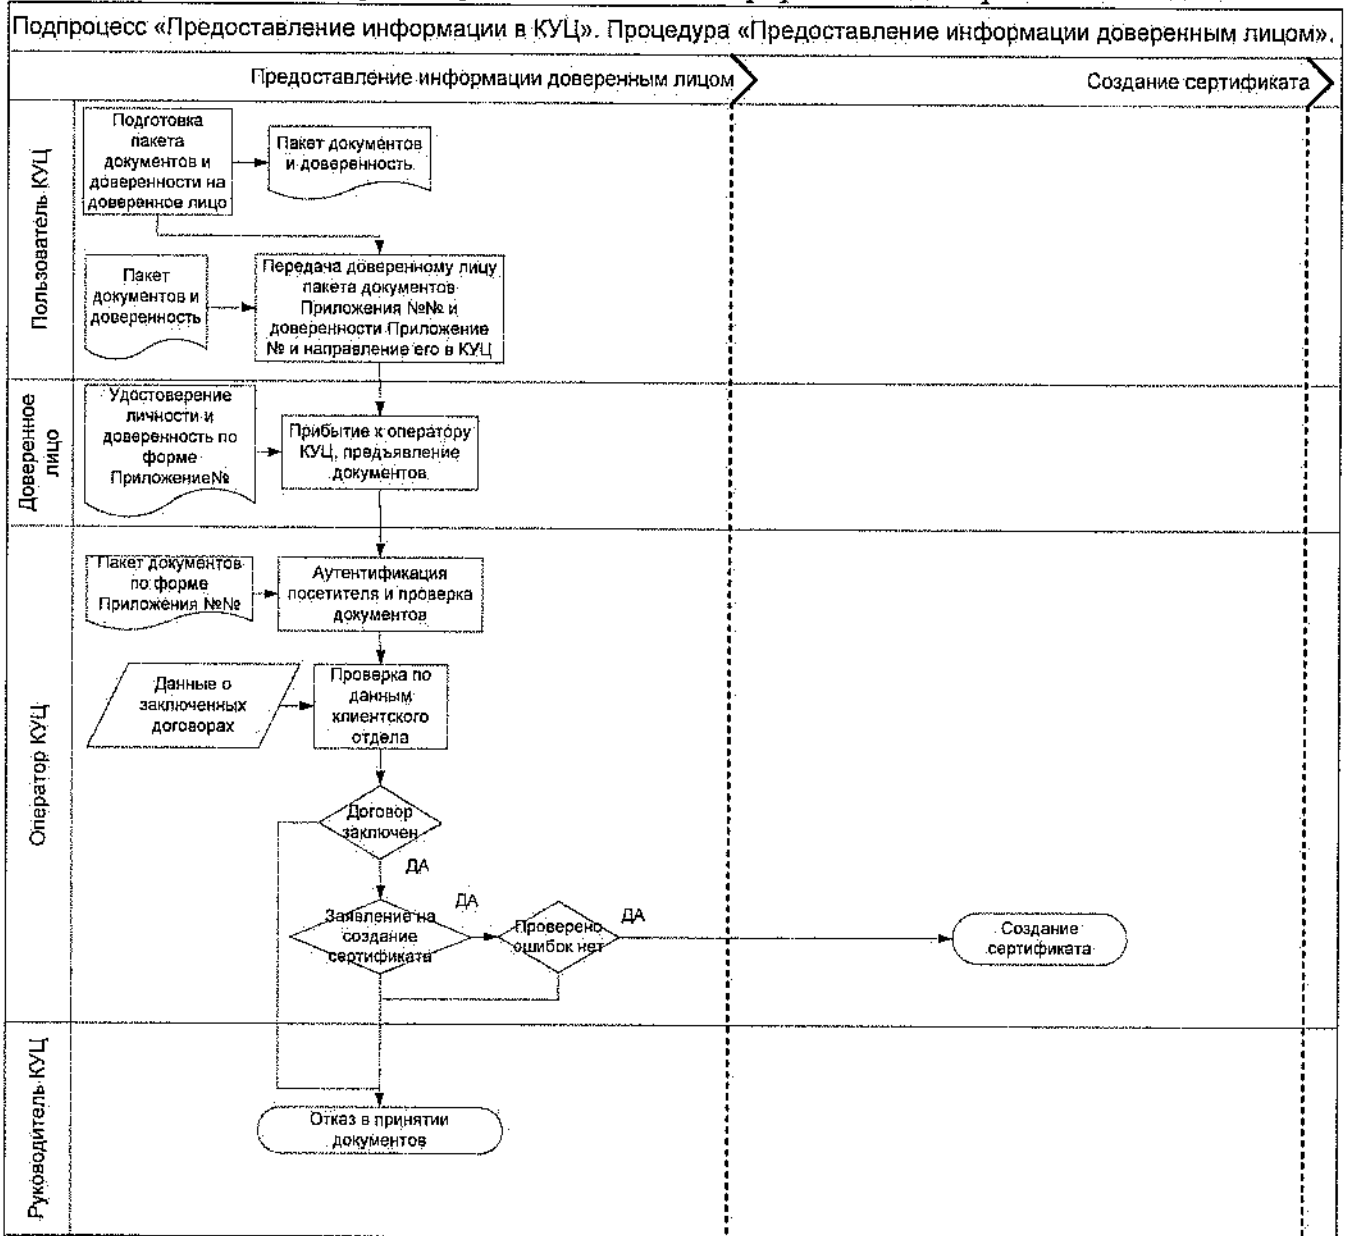 Подпроцесс «Предоставление информации в КУЦ». Процедура «Предоставление информации доверенным лицом».
Предоставление информации доверенным лицом
Создание сертификата
Пользователь КУЦ
Подготовка
пакета
документов и
доверенности на
доверенное лицо
Пакет документов
и доверенность.
Пакет
документов и
доверенность
Передача доверенному лицу
пакета документов
Приложения №№ и
доверенности Приложение
№ и направление его в КУЦ
Доверенное
лицо
Удостоверение
личности и
доверенность по
форме
Приложение№
Прибытие к оператору
КУЦ, предъявление
документов
Оператор КУЦ
Пакет документов
по форме
Приложения №№
Аутентификация
посетителя и проверка
документов
Данные о
заключенных
договорах
Проверка по
данным
клиентского
отдела
Договор
заключен
ДА
Заявление на
создание
сертификата
ДА
Проверено
ошибок нет
ДА
Создание
сертификата
Руководитель КУЦ
Отказ в принятии
документов